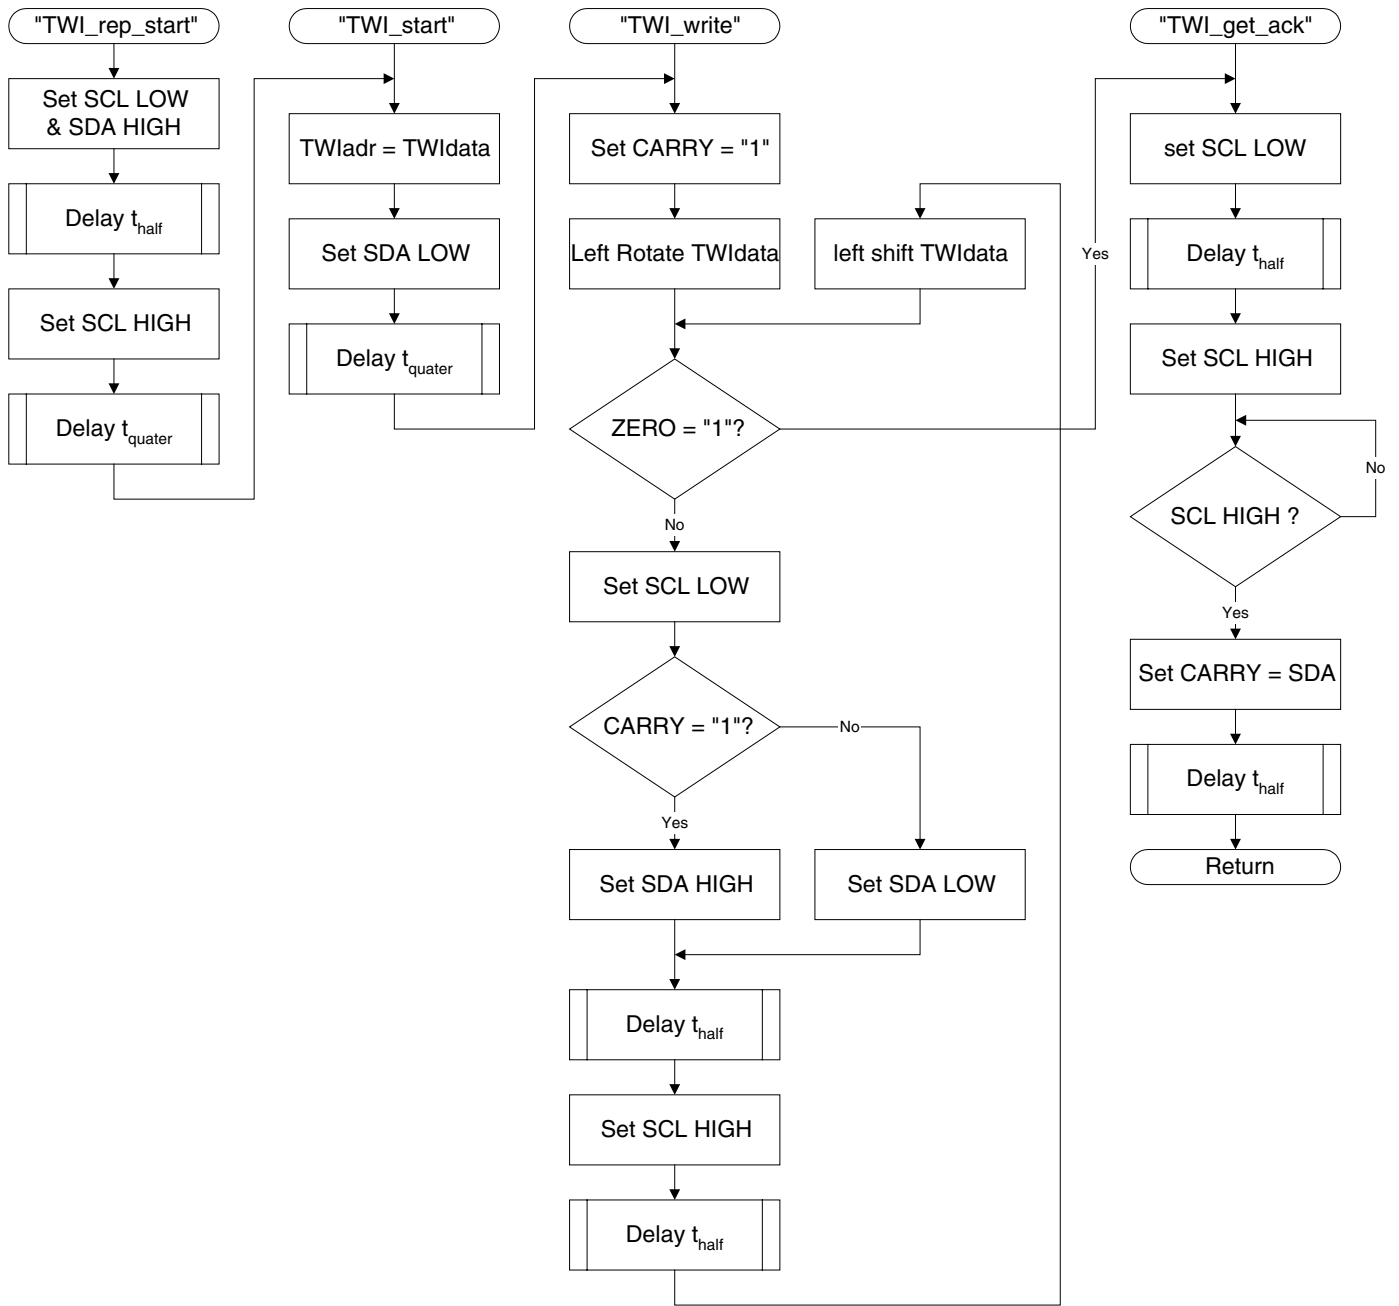 "TWI_rep_start"
Set SCL LOW
& SDA HIGH
Delay thalf
Set SCL HIGH
Delay tquater
"TWI_start"
TWIadr = TWIdata
Set SDA LOW
Delay tquater
"TWI_write"
Set CARRY = "1"
Left Rotate TWIdata
left shift TWIdata
ZERO = "1"?
Yes
No
Set SCL LOW
CARRY = "1"?
No
Yes
Set SDA HIGH
Set SDA LOW
Delay thalf
Set SCL HIGH
Delay thalf
"TWI_get_ack"
set SCL LOW
Delay thalf
Set SCL HIGH
SCL HIGH ?
No
Yes
Set CARRY = SDA
Delay thalf
Return